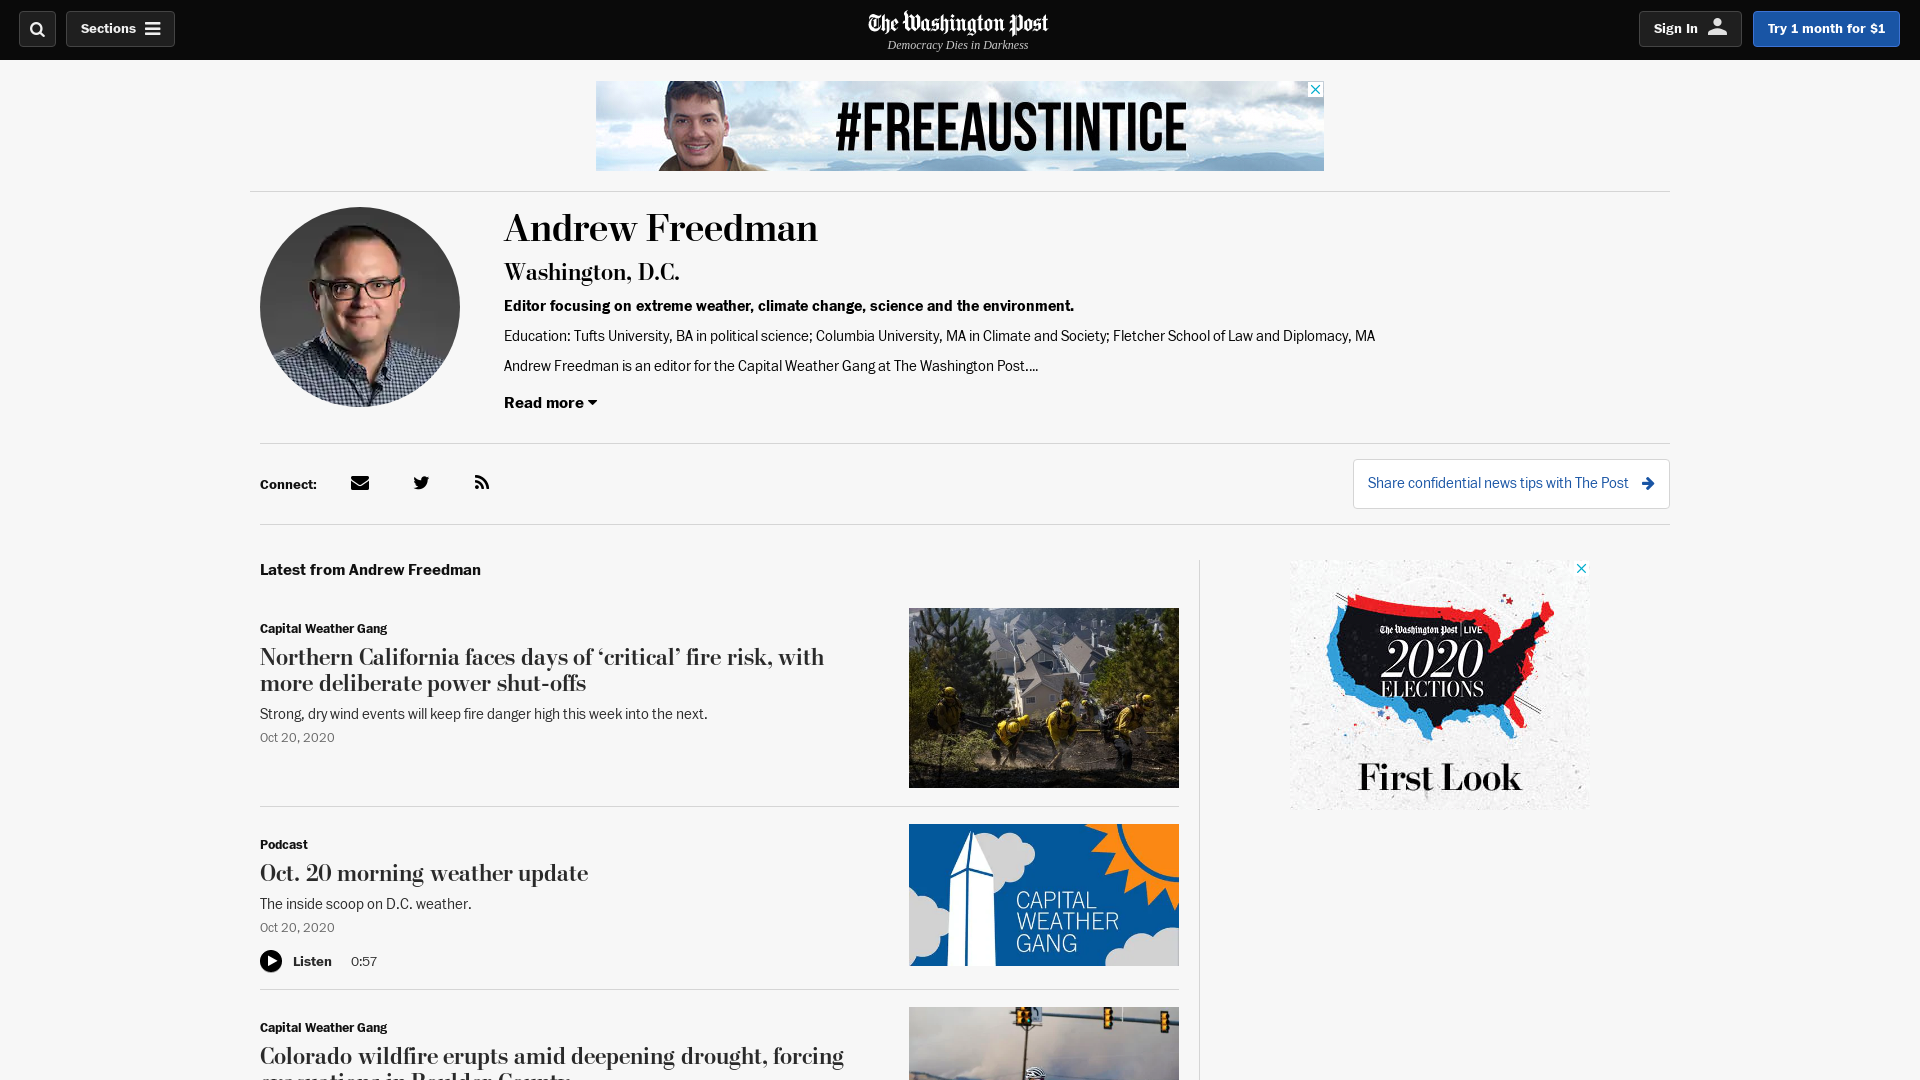 Sections
The Washington Post
Democracy Dies in Darkness
Sign In
Try 1 month for $1
#FREEAUSTINTICE
Andrew Freedman
Washington, D.C.
Editor focusing on extreme weather, climate change, science and the environment.
Education: Tufts University, BA in political science; Columbia University, MA in Climate and Society; Fletcher School of Law and Diplomacy, MA
Andrew Freedman is an editor for the Capital Weather Gang at The Washington Post....
Read more
Connect:
Share confidential news tips with The Post
Latest from Andrew Freedman
Capital Weather Gang
Northern California faces days of ‘critical’ fire risk, with
more deliberate power shut-offs
Strong, dry wind events will keep fire danger high this week into the next.
Oct 20, 2020
The Washington Post LIVE
2020
ELECTIONS
First Look
Podcast
Oct. 20 morning weather update
The inside scoop on D.C. weather.
Oct 20, 2020
Listen 0:57
CAPITAL
WEATHER
GANG
Capital Weather Gang
Colorado wildfire erupts amid deepening drought, forcing
evacuations in Boulder County